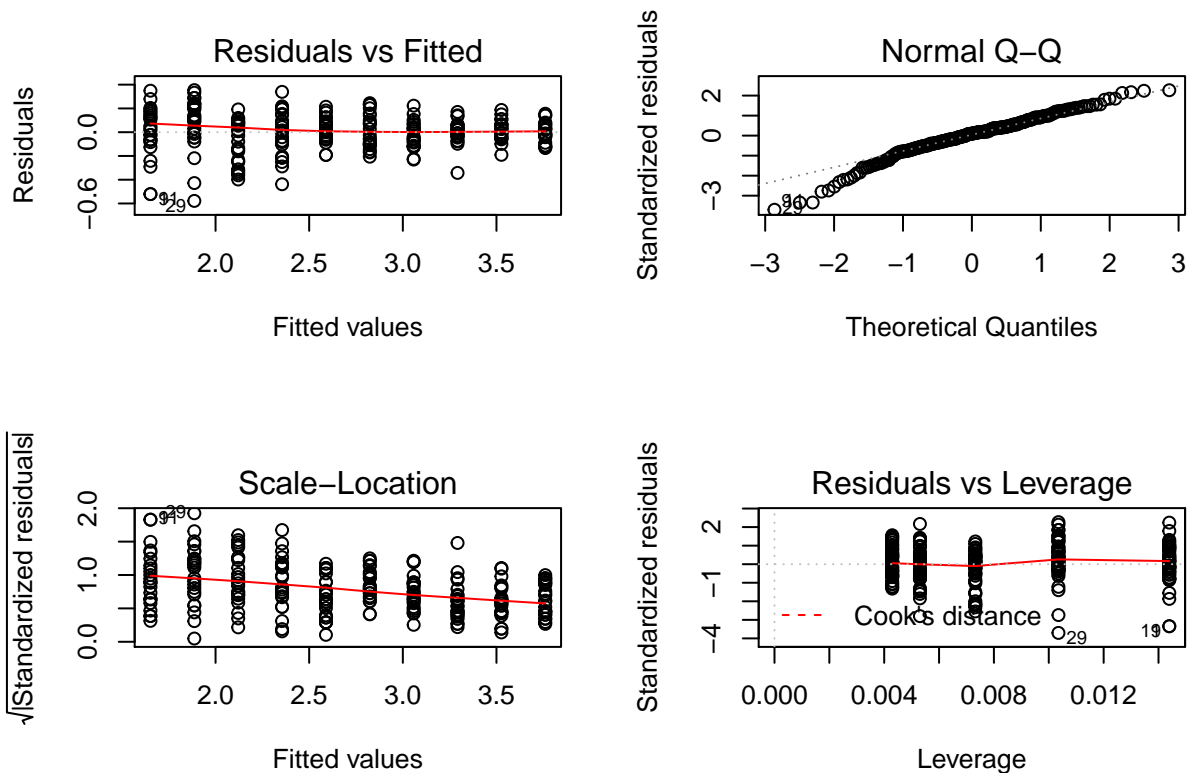 Residuals vs Fitted
Residuals
0.0
−0.6
29
2.0 2.5 3.0 3.5
Fitted values
Normal Q−Q
Standardized residuals
2
0
−3
−3 −2 −1 0 1 2 3
Theoretical Quantiles
Scale−Location
√|Standardized residuals|
2.0
1.0
0.0
29
2.0 2.5 3.0 3.5
Fitted values
Residuals vs Leverage
Standardized residuals
2
−1
−4
Cook's distance
29
0.000 0.004 0.008 0.012
Leverage